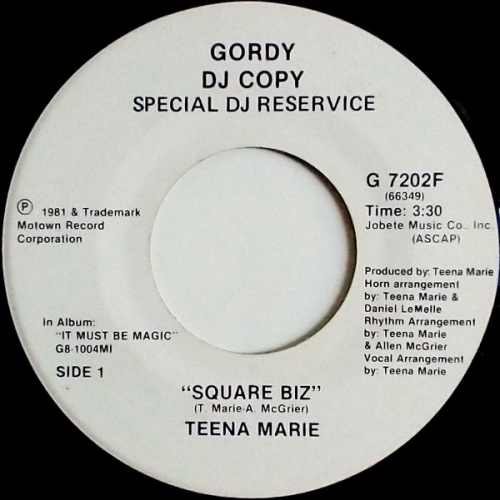 GORDY
DJ COPY
SPECIAL DJ RESERVICE
G 7202F
(66349)
Time: 3:30
Jobete Music Co., Inc.
(ASCAP)
℗ 1981 & Trademark
Motown Record
Corporation
Produced by: Teena Marie
Horn arrangement
by: Teena Marie &
Daniel LeMelle
Rhythm Arrangement
by: Teena Marie
& Allen McGrier
Vocal Arrangement
by: Teena Marie
In Album:
"IT MUST BE MAGIC"
G8-1004MI
SIDE 1
"SQUARE BIZ"
(T. Marie-A. McGrier)
TEENA MARIE